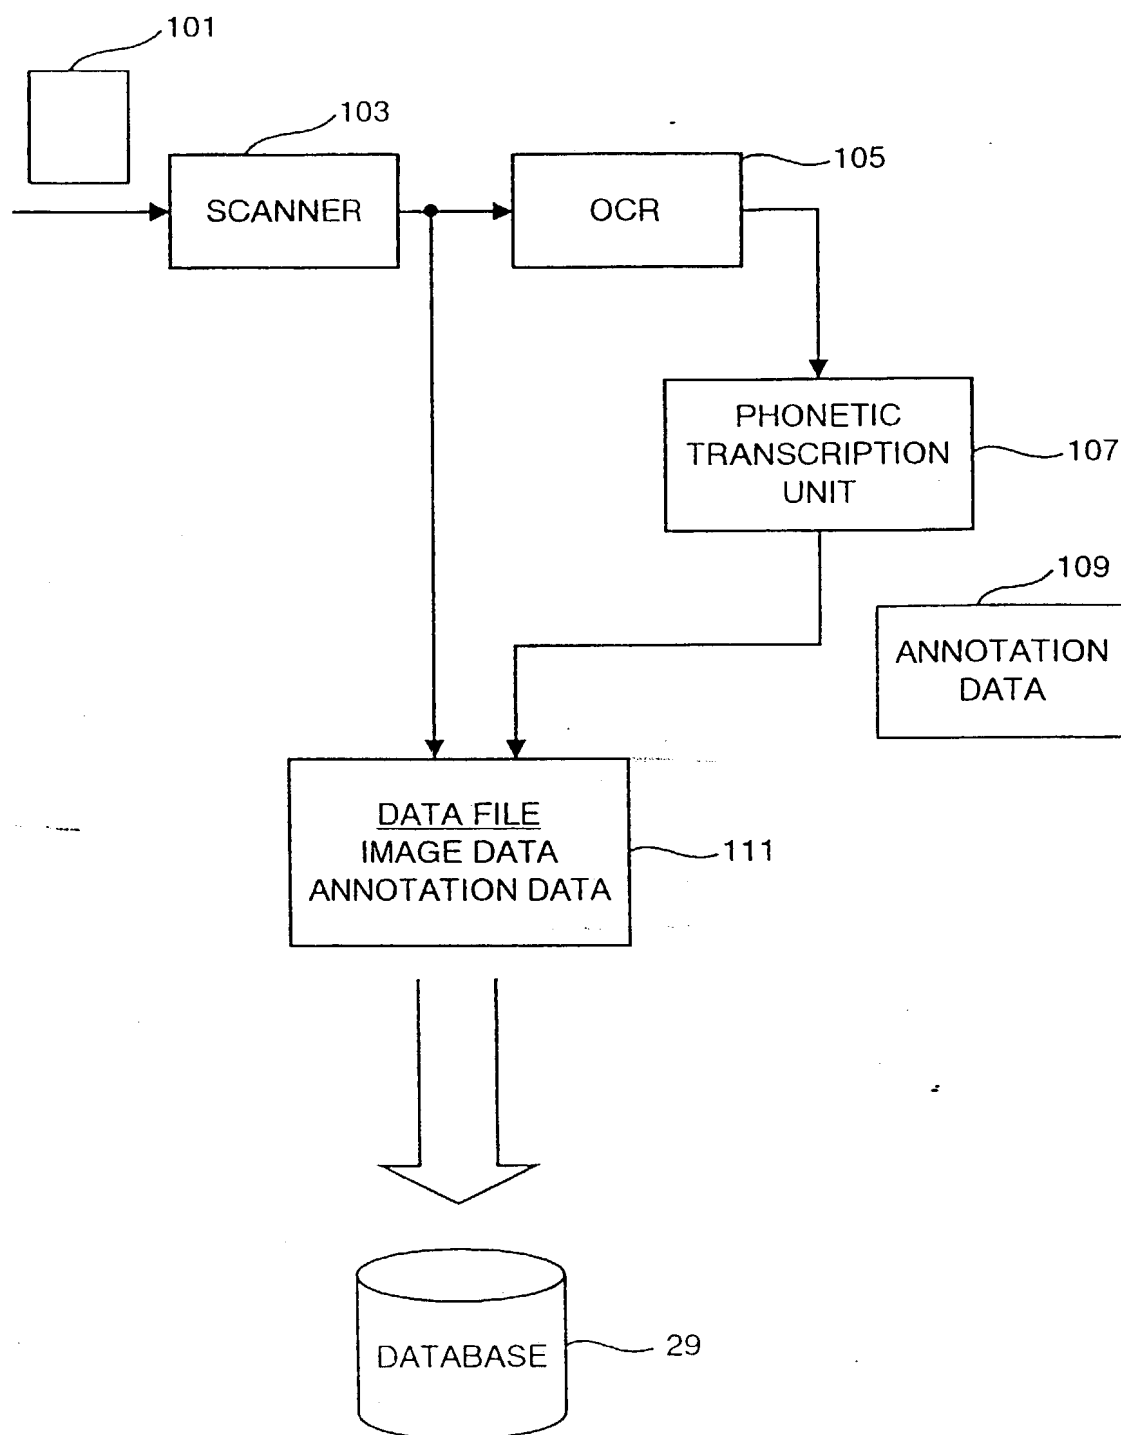 101
103
SCANNER
OCR
105
PHONETIC
TRANSCRIPTION
UNIT
107
109
ANNOTATION
DATA
DATA FILE
IMAGE DATA
ANNOTATION DATA
111
DATABASE
29